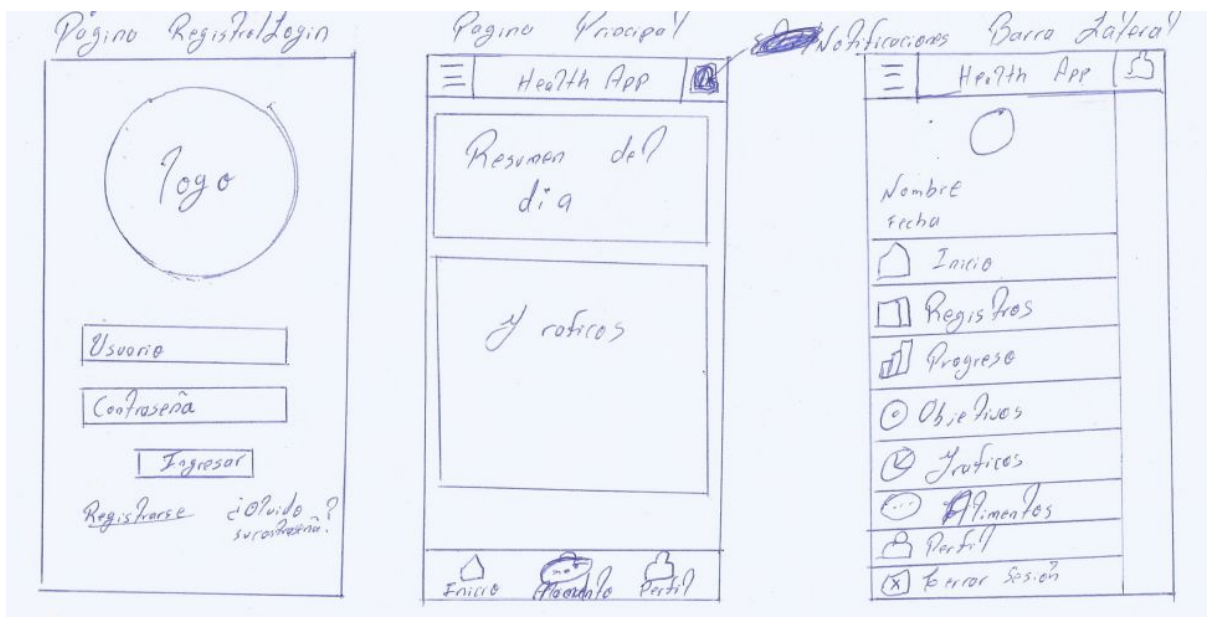 Pagina Registro/Login
logo
Usuario
Contraseña
Ingresar
Registrarse
¿Olvido
su contraseña?
Pagina Principal
Notificaciones
Health App
Resumen del
dia
Graficos
Inicio
Perfil
Barra Lateral
Health App
Nombre
Fecha
Inicio
Registros
Progreso
Objetivos
Graficos
Alimentos
Perfil
Cerrar Sesión